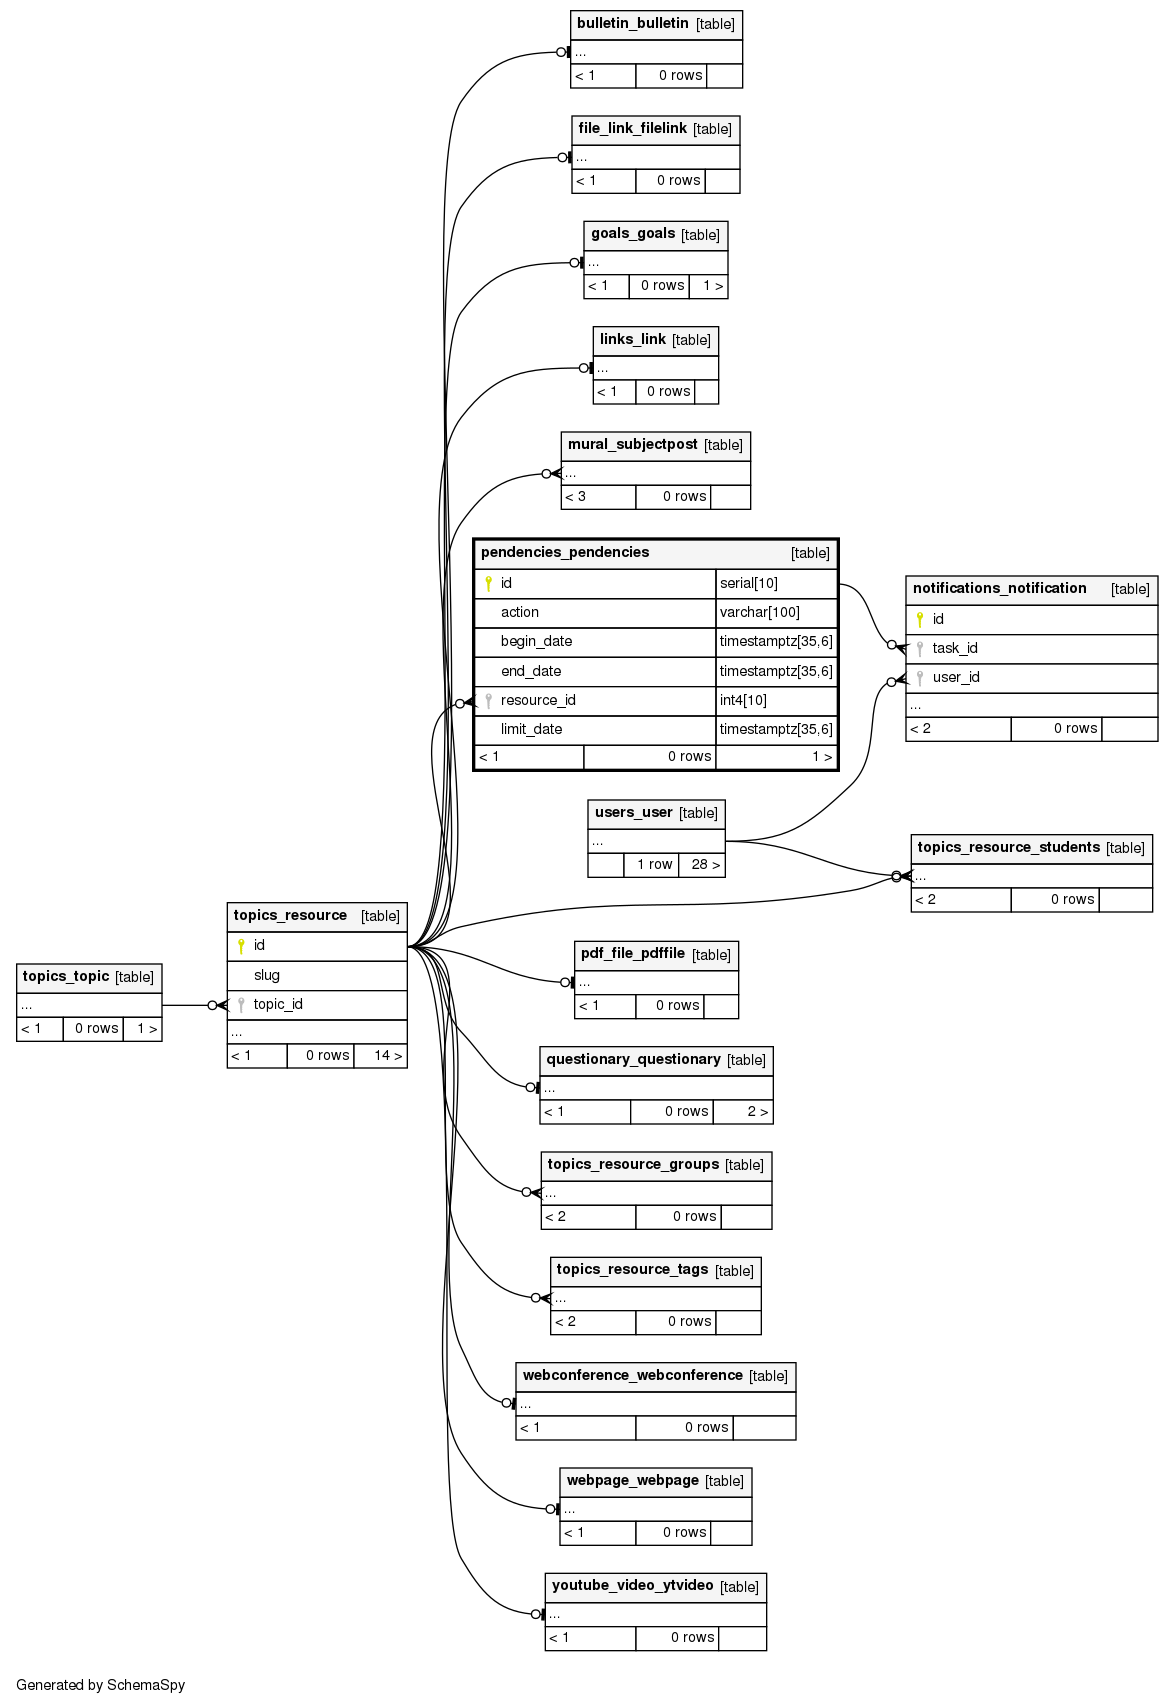 bulletin_bulletin [table]
...
< 1 0 rows
file_link_filelink [table]
...
< 1 0 rows
goals_goals [table]
...
< 1 0 rows 1 >
links_link [table]
...
< 1 0 rows
mural_subjectpost [table]
...
< 3 0 rows
pendencies_pendencies [table]
id serial[10]
action varchar[100]
begin_date timestamptz[35,6]
end_date timestamptz[35,6]
resource_id int4[10]
limit_date timestamptz[35,6]
< 1 0 rows 1 >
notifications_notification [table]
id
task_id
user_id
...
< 2 0 rows
users_user [table]
...
1 row 28 >
topics_resource_students [table]
...
< 2 0 rows
topics_resource [table]
id
slug
topic_id
...
< 1 0 rows 14 >
topics_topic [table]
...
< 1 0 rows 1 >
pdf_file_pdffile [table]
...
< 1 0 rows
questionary_questionary [table]
...
< 1 0 rows 2 >
topics_resource_groups [table]
...
< 2 0 rows
topics_resource_tags [table]
...
< 2 0 rows
webconference_webconference [table]
...
< 1 0 rows
webpage_webpage [table]
...
< 1 0 rows
youtube_video_ytvideo [table]
...
< 1 0 rows
Generated by SchemaSpy